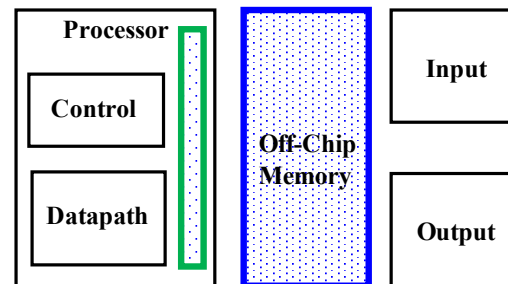 Processor
Control
Datapath
Off-Chip
Memory
Input
Output